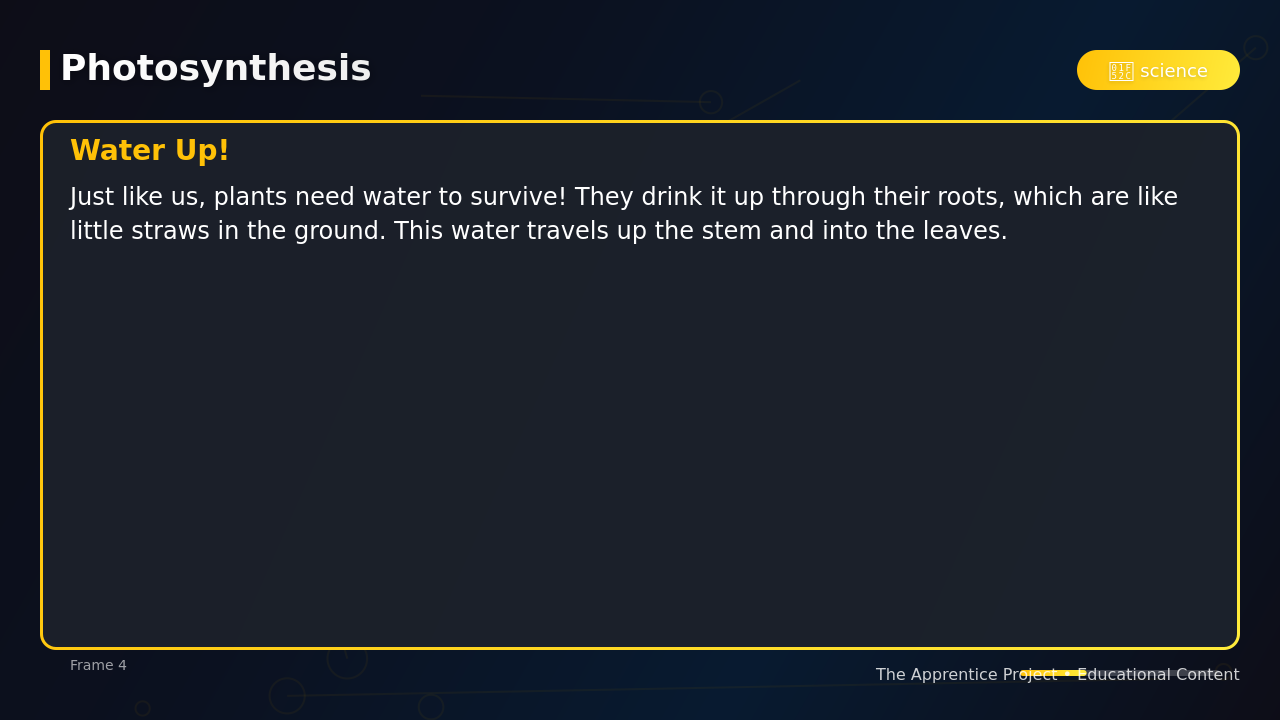 Photosynthesis
science
Water Up!
Just like us, plants need water to survive! They drink it up through their roots, which are like
little straws in the ground. This water travels up the stem and into the leaves.
Frame 4
The Apprentice Project • Educational Content